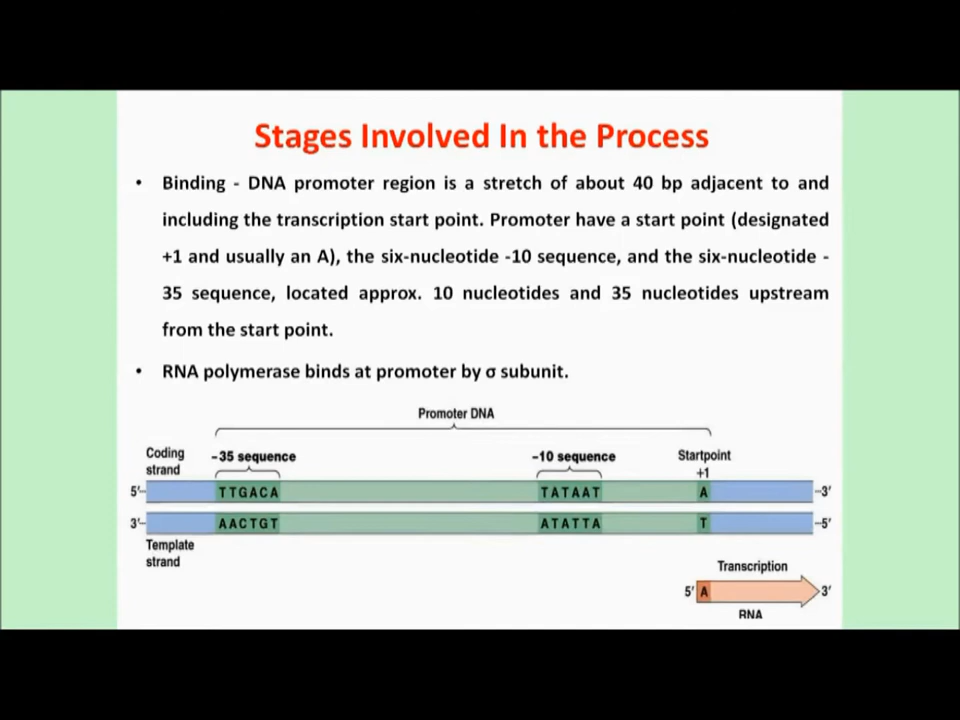 Stages Involved In the Process
• Binding - DNA promoter region is a stretch of about 40 bp adjacent to and
including the transcription start point. Promoter have a start point (designated
+1 and usually an A), the six-nucleotide -10 sequence, and the six-nucleotide -
35 sequence, located approx. 10 nucleotides and 35 nucleotides upstream
from the start point.
• RNA polymerase binds at promoter by σ subunit.
Promoter DNA
Coding
strand
-35 sequence
-10 sequence
Startpoint
+1
5′ TTGACA TATAAT A 3′
3′ AACTGT ATATTA T 5′
Template
strand
Transcription
5′ A 3′
RNA